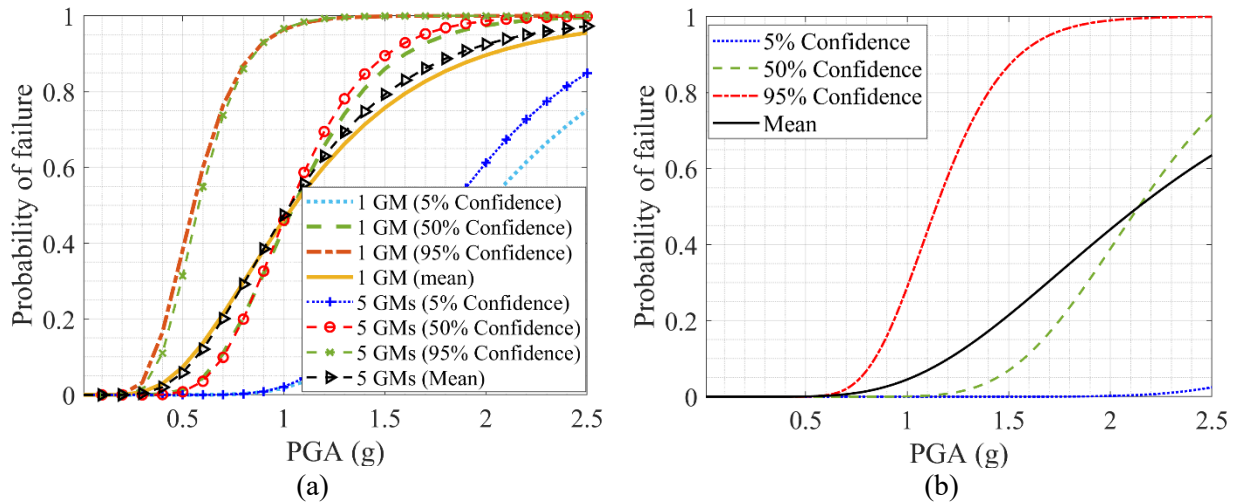 Probability of failure
1
0.8
0.6
0.4
0.2
0
0.5
1
1.5
2
2.5
PGA (g)
1 GM (5% Confidence)
1 GM (50% Confidence)
1 GM (95% Confidence)
1 GM (mean)
5 GMs (5% Confidence)
5 GMs (50% Confidence)
5 GMs (95% Confidence)
5 GMs (Mean)
(a)
Probability of failure
1
0.8
0.6
0.4
0.2
0
0.5
1
1.5
2
2.5
PGA (g)
5% Confidence
50% Confidence
95% Confidence
Mean
(b)